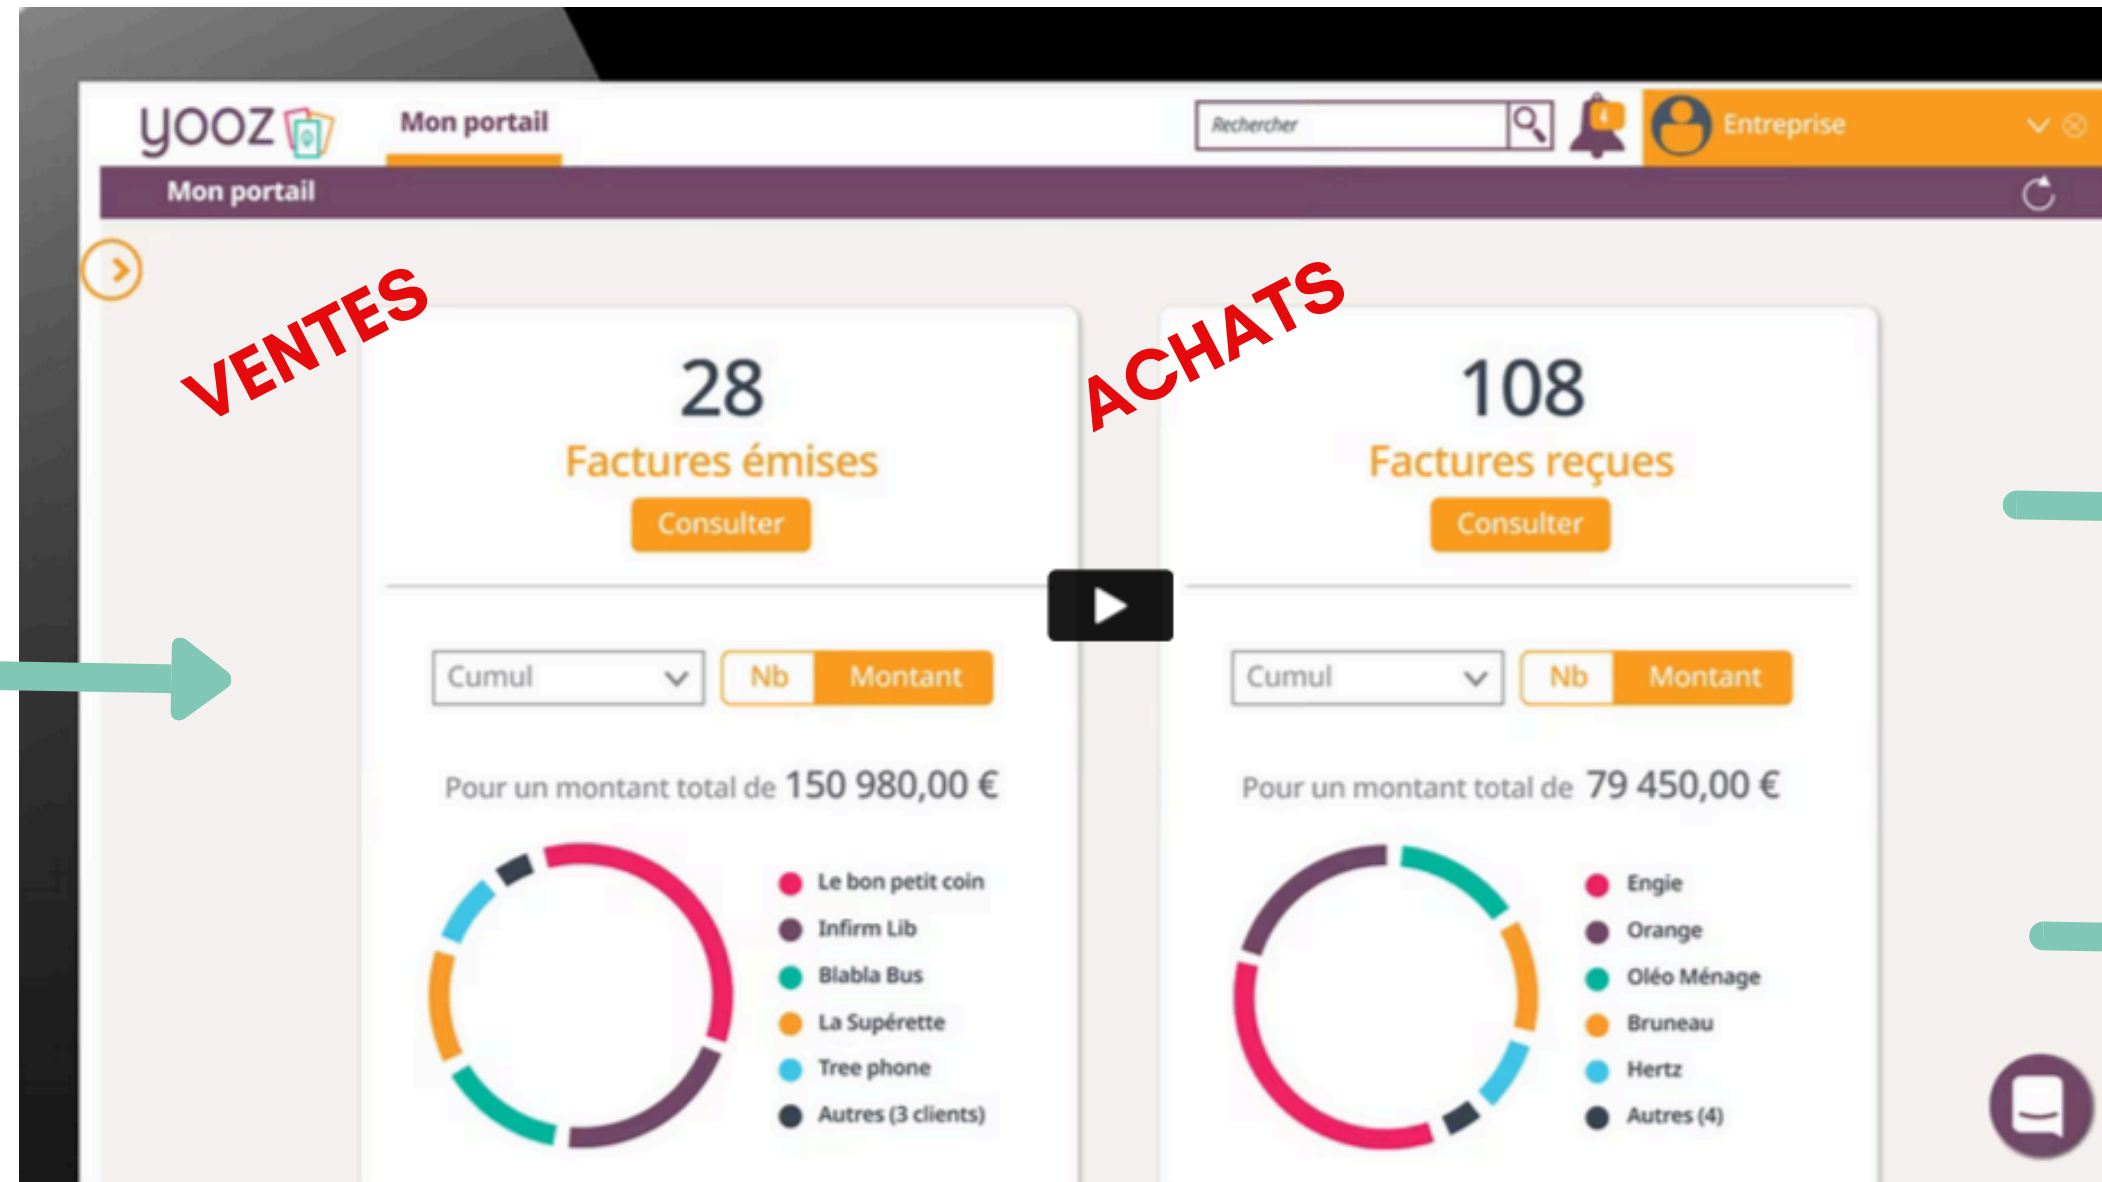 yooz
Mon portail
Rechercher
4
Entreprise
Mon portail
VENTES
28
Factures émises
Consulter
Cumul
Nb
Montant
Pour un montant total de 150 980,00 €
Le bon petit coin
Infirm Lib
Blabla Bus
La Supérette
Tree phone
Autres (3 clients)
ACHATS
108
Factures reçues
Consulter
Cumul
Nb
Montant
Pour un montant total de 79 450,00 €
Engie
Orange
Oléo Ménage
Bruneau
Hertz
Autres (4)